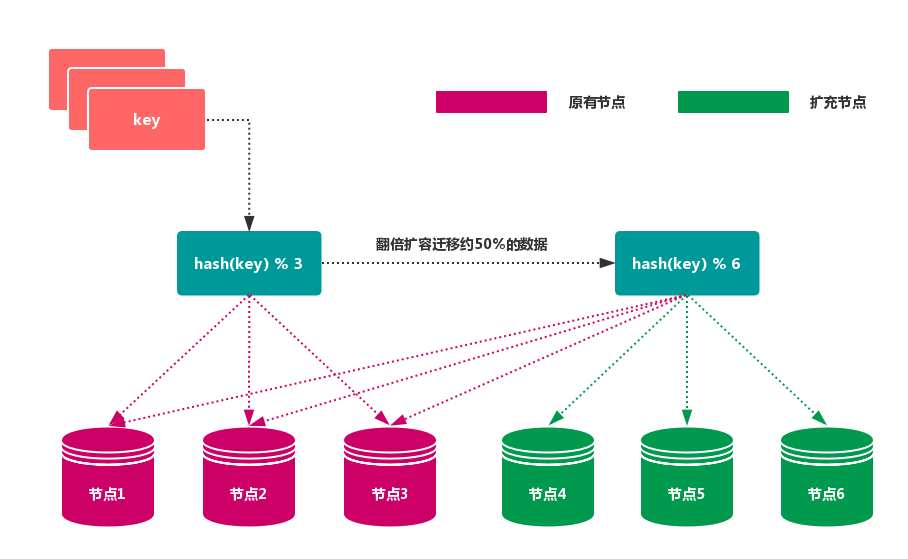 key
原有节点
扩充节点
翻倍扩容迁移约50%的数据
hash(key) % 3
hash(key) % 6
节点1
节点2
节点3
节点4
节点5
节点6